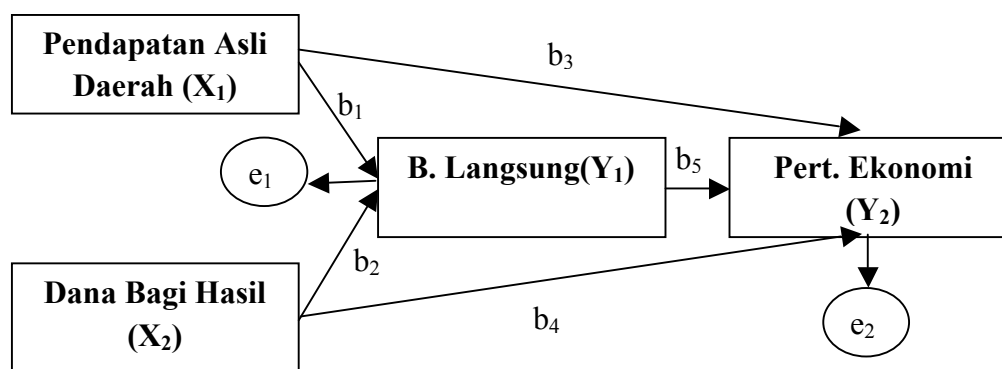 Pendapatan Asli
Daerah (X₁)
b₃
b₁
e₁
B. Langsung(Y₁)
b₅
Pert. Ekonomi
(Y₂)
b₂
Dana Bagi Hasil
(X₂)
b₄
e₂